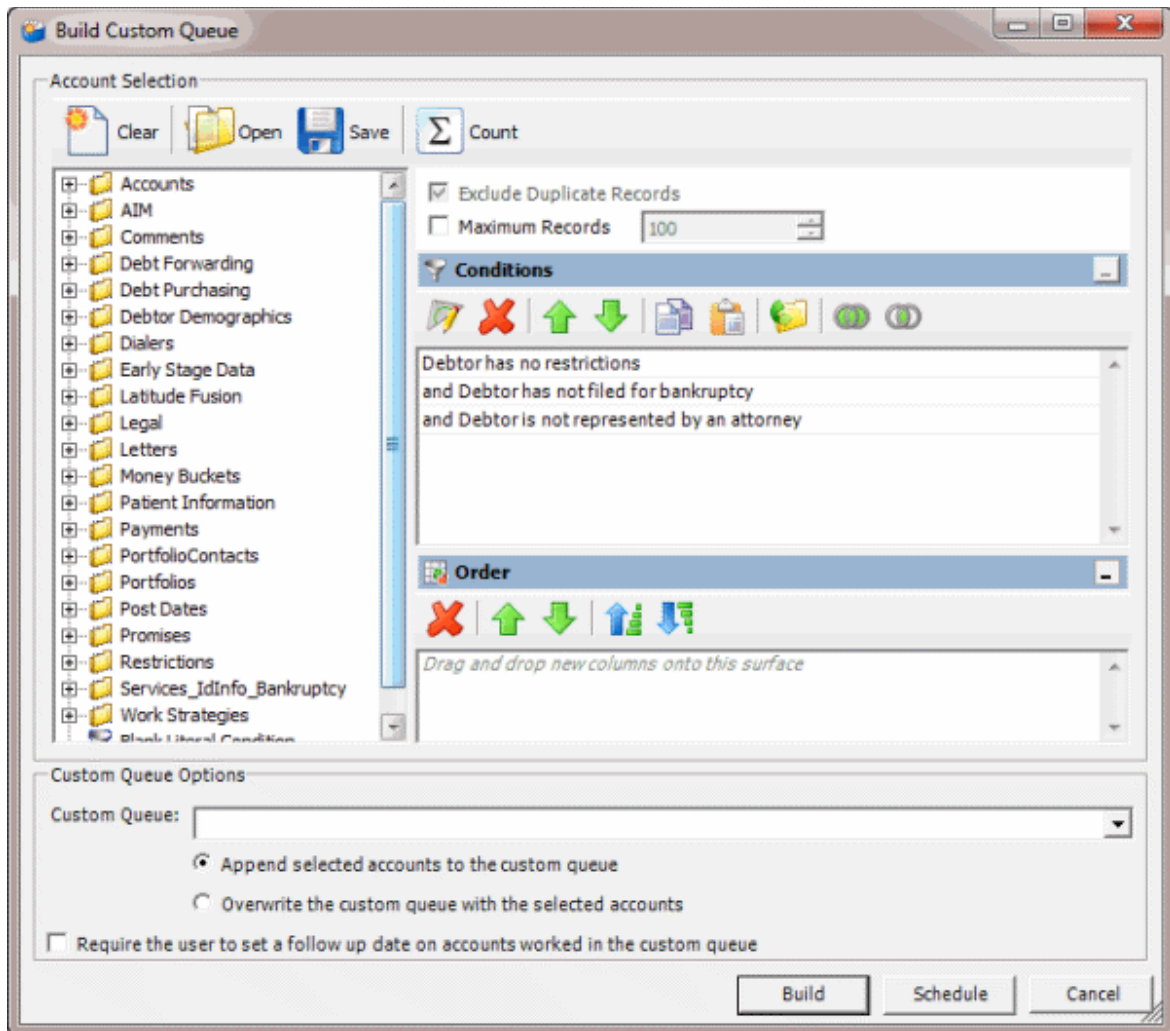 Build Custom Queue
Account Selection
Clear Open Save Σ Count
Accounts
AIM
Comments
Debt Forwarding
Debt Purchasing
Debtor Demographics
Dialers
Early Stage Data
Latitude Fusion
Legal
Letters
Money Buckets
Patient Information
Payments
PortfolioContacts
Portfolios
Post Dates
Promises
Restrictions
Services_IdInfo_Bankruptcy
Work Strategies
Blank Literal Condition
Exclude Duplicate Records
Maximum Records 100
Conditions
Debtor has no restrictions
and Debtor has not filed for bankruptcy
and Debtor is not represented by an attorney
Order
Drag and drop new columns onto this surface
Custom Queue Options
Custom Queue:
Append selected accounts to the custom queue
Overwrite the custom queue with the selected accounts
Require the user to set a follow up date on accounts worked in the custom queue
Build Schedule Cancel